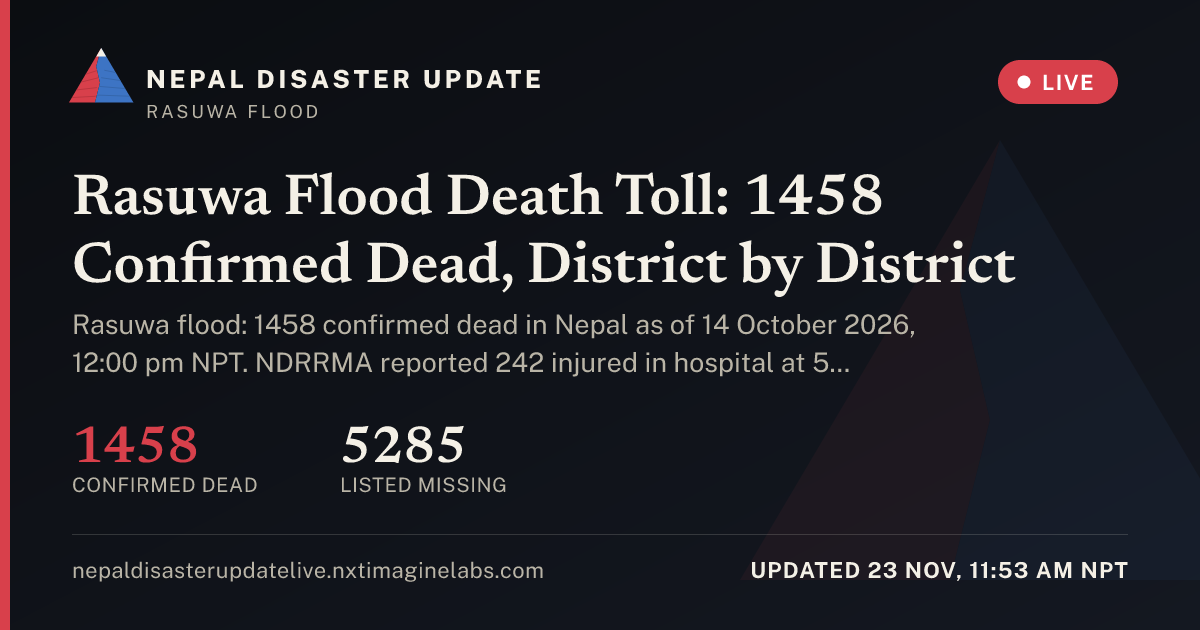 NEPAL DISASTER UPDATE
RASUWA FLOOD
LIVE
Rasuwa Flood Death Toll: 1458
Confirmed Dead, District by District
Rasuwa flood: 1458 confirmed dead in Nepal as of 14 October 2026,
12:00 pm NPT. NDRRMA reported 242 injured in hospital at 5...
1458
CONFIRMED DEAD
5285
LISTED MISSING
nepaldisasterupdatelive.nxtimaginelabs.com
UPDATED 23 NOV, 11:53 AM NPT